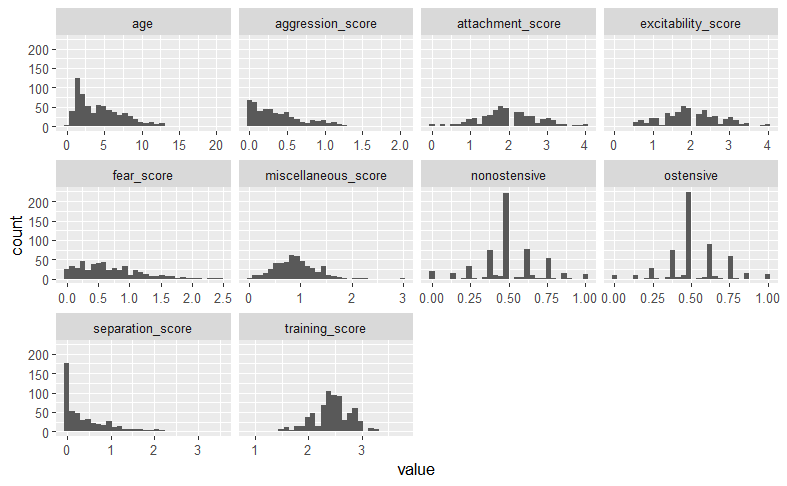 age aggression_score attachment_score excitability_score
200
150
100
50
0
0 5 10 15 20 0.0 0.5 1.0 1.5 2.0 0 1 2 3 4 0 1 2 3 4
fear_score miscellaneous_score nonostensive ostensive
200
150
100
50
0
0.0 0.5 1.0 1.5 2.0 2.5 0 1 2 3 0.00 0.25 0.50 0.75 1.00 0.00 0.25 0.50 0.75 1.00
count
separation_score training_score
200
150
100
50
0
0 1 2 3 1 2 3
value